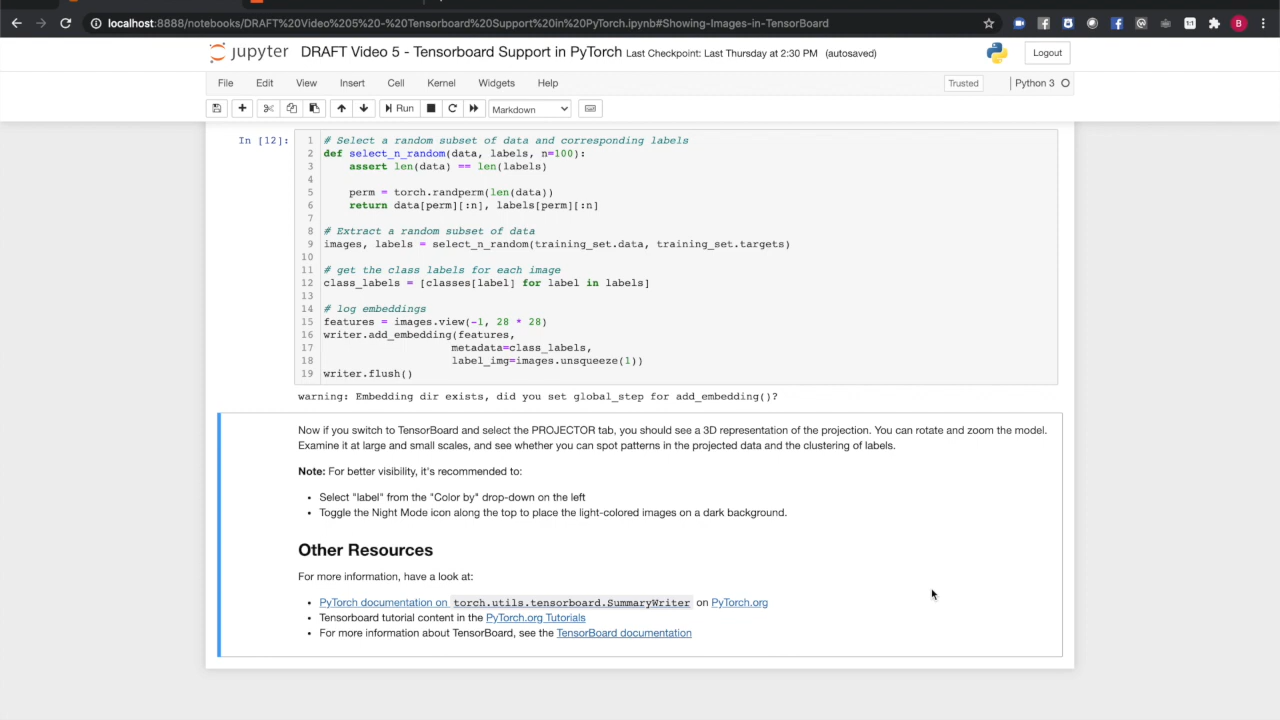 localhost:8888/notebooks/DRAFT%20Video%205%20-%20Tensorboard%20Support%20in%20PyTorch.ipynb#Showing-Images-in-TensorBoard
B
jupyter DRAFT Video 5 - Tensorboard Support in PyTorch Last Checkpoint: Last Thursday at 2:30 PM (autosaved)
Logout
File Edit View Insert Cell Kernel Widgets Help
Trusted
Python 3
Run
Markdown
In [12]:
1 # Select a random subset of data and corresponding labels
2 def select_n_random(data, labels, n=100):
3     assert len(data) == len(labels)
4
5     perm = torch.randperm(len(data))
6     return data[perm][:n], labels[perm][:n]
7
8 # Extract a random subset of data
9 images, labels = select_n_random(training_set.data, training_set.targets)
10
11 # get the class labels for each image
12 class_labels = [classes[label] for label in labels]
13
14 # log embeddings
15 features = images.view(-1, 28 * 28)
16 writer.add_embedding(features,
17                     metadata=class_labels,
18                     label_img=images.unsqueeze(1))
19 writer.flush()
warning: Embedding dir exists, did you set global_step for add_embedding()?
Now if you switch to TensorBoard and select the PROJECTOR tab, you should see a 3D representation of the projection. You can rotate and zoom the model.
Examine it at large and small scales, and see whether you can spot patterns in the projected data and the clustering of labels.
Note: For better visibility, it's recommended to:
• Select "label" from the "Color by" drop-down on the left
• Toggle the Night Mode icon along the top to place the light-colored images on a dark background.
Other Resources
For more information, have a look at:
• PyTorch documentation on torch.utils.tensorboard.SummaryWriter on PyTorch.org
• Tensorboard tutorial content in the PyTorch.org Tutorials
• For more information about TensorBoard, see the TensorBoard documentation